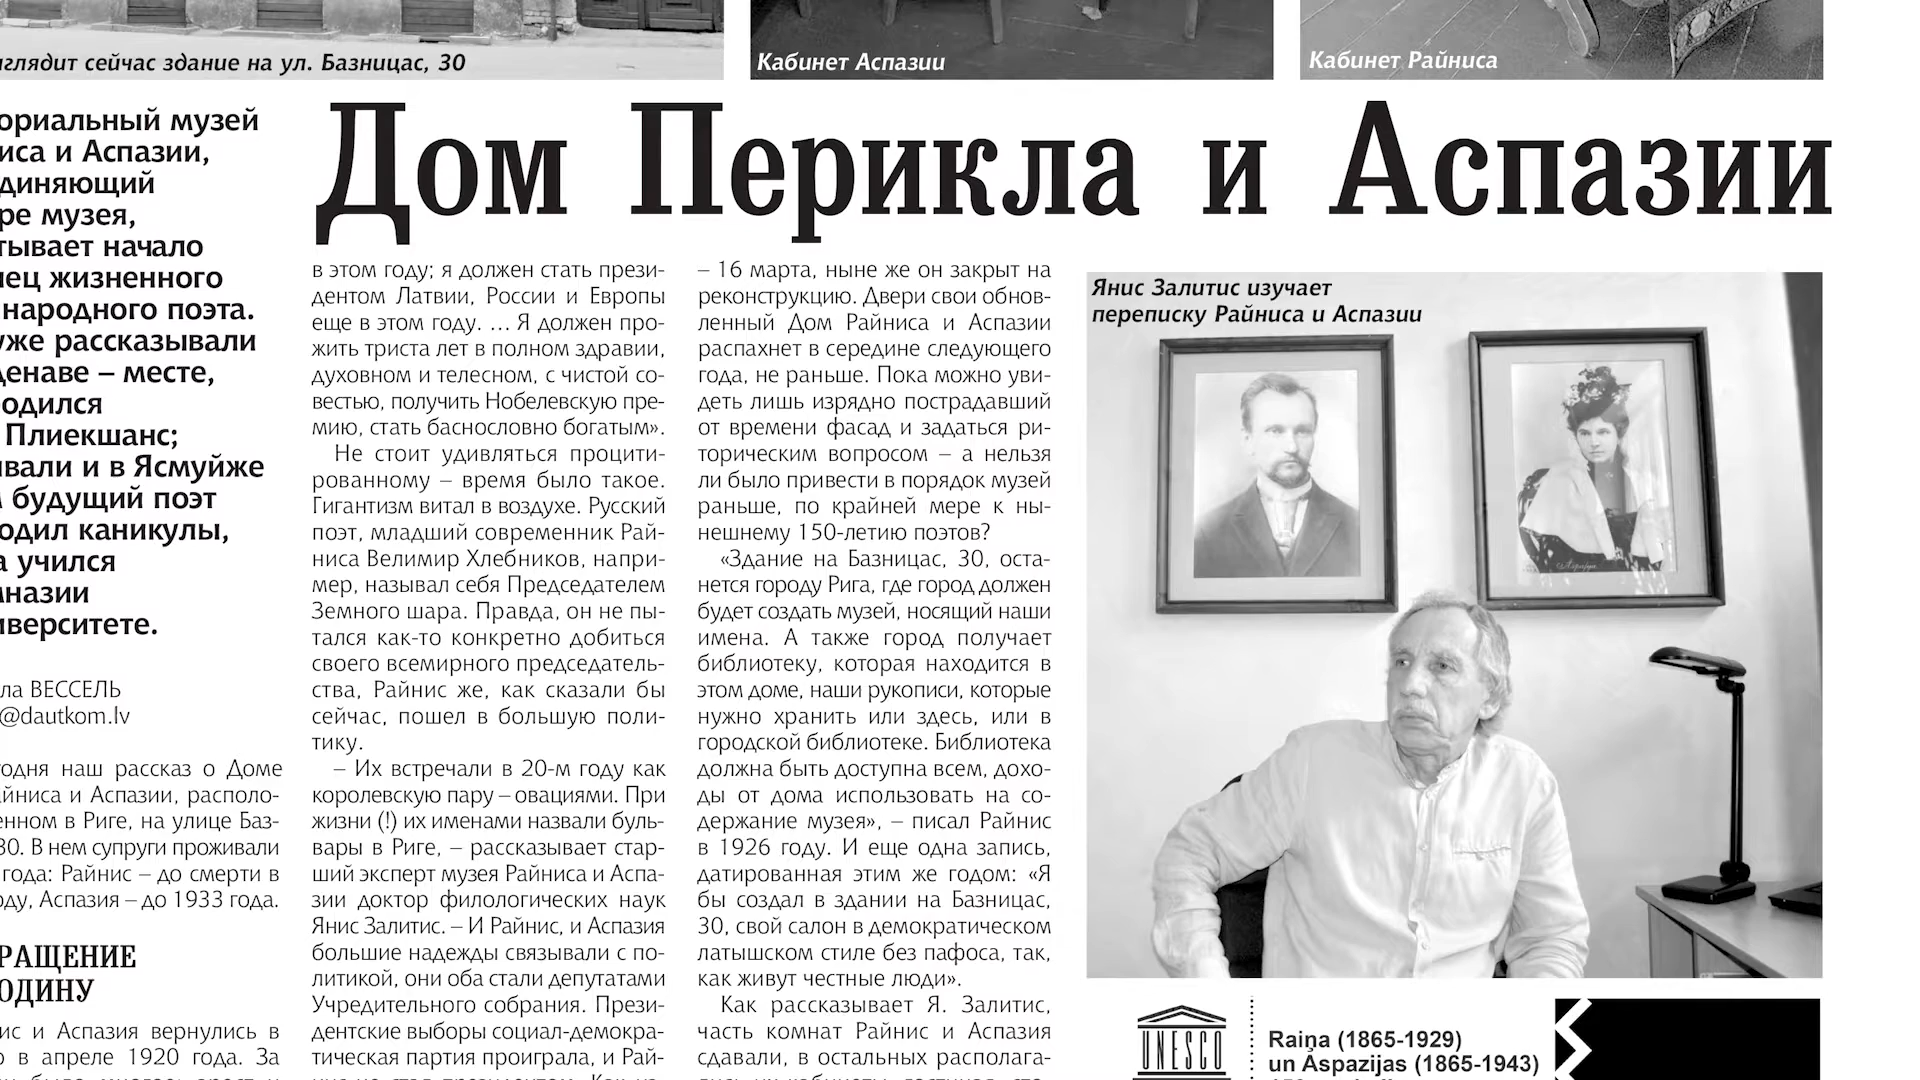 глядит сейчас здание на ул. Базницас, 30
Кабинет Аспазии
Кабинет Райниса
Дом Перикла и Аспазии
ориальный музей
иса и Аспазии,
диняющий
ре музея,
тывает начало
нец жизненного
народного поэта.
уже рассказывали
денаве – месте,
одился
Плиекшанс;
ивали и в Ясмуйже
будущий поэт
одил каникулы,
а учился
мназии
иверситете.
ла ВЕССЕЛЬ
@dautkom.lv
годня наш рассказ о Доме
айниса и Аспазии, располо-
енном в Риге, на улице Баз-
30. В нем супруги проживали
года: Райнис – до смерти в
оду, Аспазия – до 1933 года.
РАЩЕНИЕ
ОДИНУ
ис и Аспазия вернулись в
о в апреле 1920 года. За
в этом году; я должен стать прези-
дентом Латвии, России и Европы
еще в этом году. … Я должен про-
жить триста лет в полном здравии,
духовном и телесном, с чистой со-
вестью, получить Нобелевскую пре-
мию, стать баснословно богатым».
Не стоит удивляться процити-
рованному – время было такое.
Гигантизм витал в воздухе. Русский
поэт, младший современник Рай-
ниса Велимир Хлебников, напри-
мер, называл себя Председателем
Земного шара. Правда, он не пы-
тался как-то конкретно добиться
своего всемирного председатель-
ства, Райнис же, как сказали бы
сейчас, пошел в большую поли-
тику.
– Их встречали в 20-м году как
королевскую пару – овациями. При
жизни (!) их именами назвали буль-
вары в Риге, – рассказывает стар-
ший эксперт музея Райниса и Аспа-
зии доктор филологических наук
Янис Залитис. – И Райнис, и Аспазия
большие надежды связывали с по-
литикой, они оба стали депутатами
Учредительного собрания. Прези-
дентские выборы социал-демокра-
тическая партия проиграла, и Рай-
– 16 марта, ныне же он закрыт на
реконструкцию. Двери свои обнов-
ленный Дом Райниса и Аспазии
распахнет в середине следующего
года, не раньше. Пока можно уви-
деть лишь изрядно пострадавший
от времени фасад и задаться ри-
торическим вопросом – а нельзя
ли было привести в порядок музей
раньше, по крайней мере к ны-
нешнему 150-летию поэтов?
«Здание на Базницас, 30, оста-
нется городу Рига, где город должен
будет создать музей, носящий наши
имена. А также город получает
библиотеку, которая находится в
этом доме, наши рукописи, которые
нужно хранить или здесь, или в
городской библиотеке. Библиотека
должна быть доступна всем, дохо-
ды от дома использовать на со-
держание музея», – писал Райнис
в 1926 году. И еще одна запись,
датированная этим же годом: «Я
бы создал в здании на Базницас,
30, свой салон в демократическом
латышском стиле без пафоса, так,
как живут честные люди».
Как рассказывает Я. Залитис,
часть комнат Райнис и Аспазия
сдавали, в остальных располага-
Янис Залитис изучает
переписку Райниса и Аспазии
UNESCO
Raiņa (1865-1929)
un Aspazijas (1865-1943)